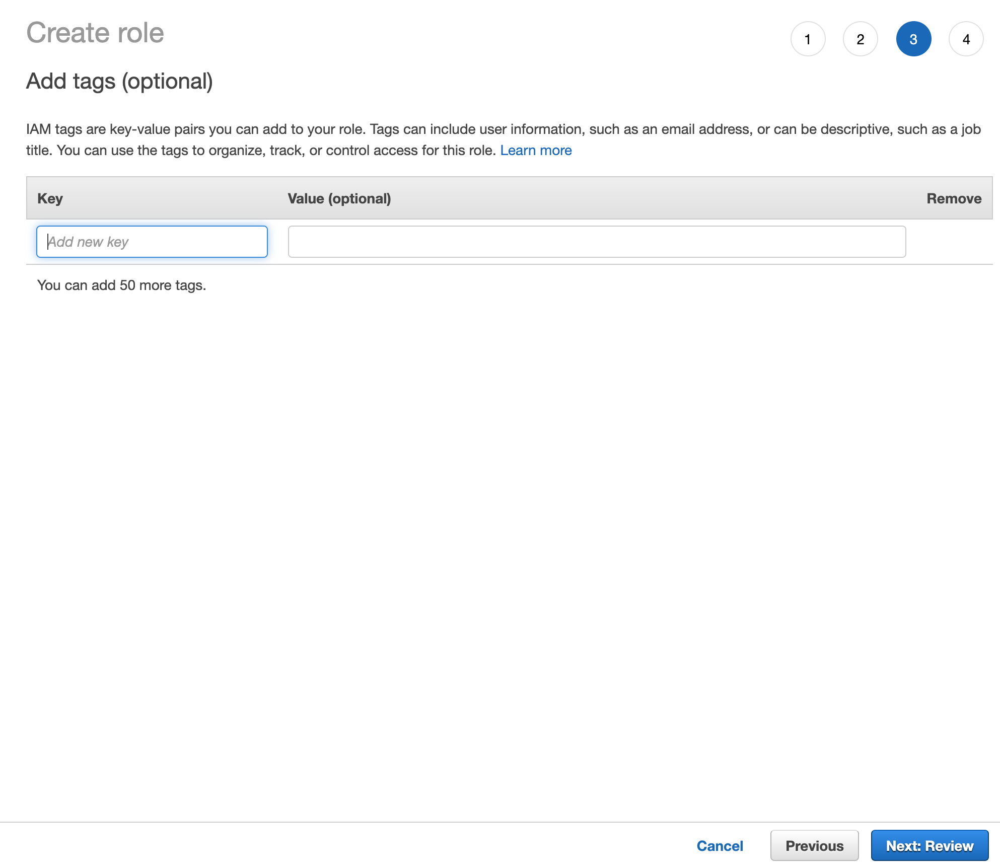 Create role
1 2 3 4
Add tags (optional)
IAM tags are key-value pairs you can add to your role. Tags can include user information, such as an email address, or can be descriptive, such as a job
title. You can use the tags to organize, track, or control access for this role. Learn more
Key Value (optional) Remove
Add new key
You can add 50 more tags.
Cancel Previous Next: Review